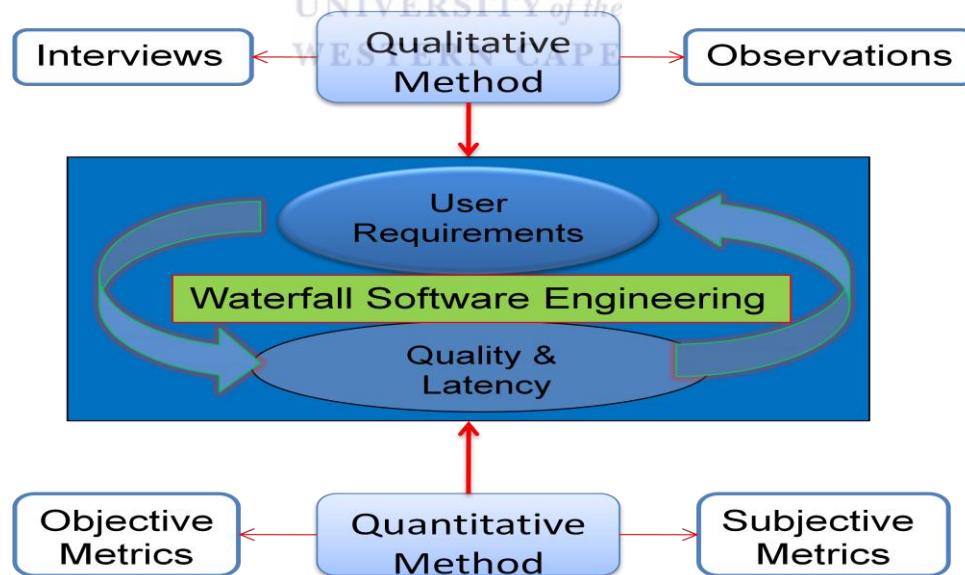 UNIVERSITY of the
WESTERN CAPE
Interviews
Qualitative
Method
Observations
User
Requirements
Waterfall Software Engineering
Quality &
Latency
Objective
Metrics
Quantitative
Method
Subjective
Metrics